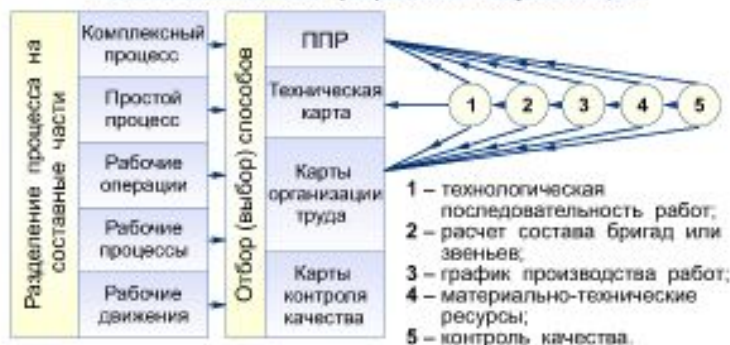 Разделение процесса на
составные части
Комплексный
процесс
Простой
процесс
Рабочие
операции
Рабочие
процессы
Рабочие
движения
Отбор (выбор) способов
ППР
Техническая
карта
Карты
организации
труда
Карты
контроля
качества
1
2
3
4
5
1 – технологическая
последовательность работ;
2 – расчет состава бригад или
звеньев;
3 – график производства работ;
4 – материально-технические
ресурсы;
5 – контроль качества.